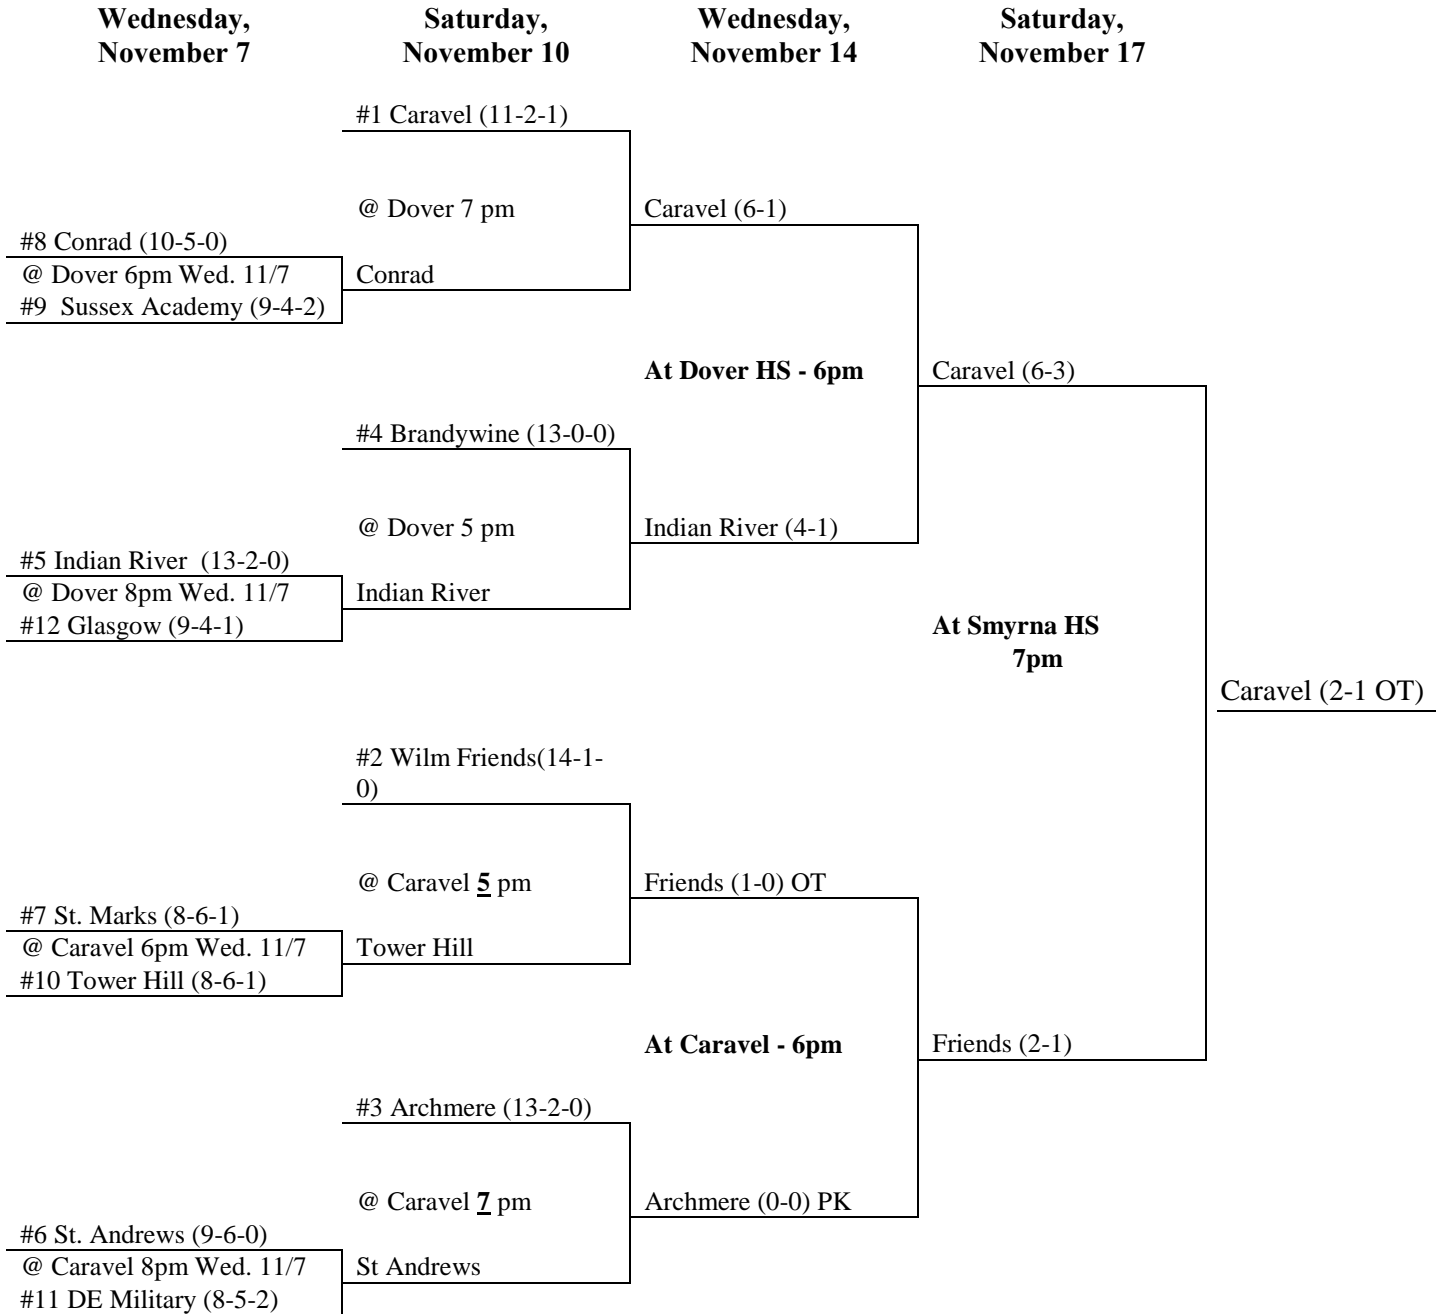 Wednesday,
November 7
Saturday,
November 10
Wednesday,
November 14
Saturday,
November 17
#1 Caravel (11-2-1)
@ Dover 7 pm
Caravel (6-1)
#8 Conrad (10-5-0)
@ Dover 6pm Wed. 11/7
Conrad
#9  Sussex Academy (9-4-2)
At Dover HS - 6pm
Caravel (6-3)
#4 Brandywine (13-0-0)
@ Dover 5 pm
Indian River (4-1)
#5 Indian River  (13-2-0)
@ Dover 8pm Wed. 11/7
Indian River
#12 Glasgow (9-4-1)
At Smyrna HS
7pm
Caravel (2-1 OT)
#2 Wilm Friends(14-1-
0)
@ Caravel 5 pm
Friends (1-0) OT
#7 St. Marks (8-6-1)
@ Caravel 6pm Wed. 11/7
Tower Hill
#10 Tower Hill (8-6-1)
At Caravel - 6pm
Friends (2-1)
#3 Archmere (13-2-0)
@ Caravel 7 pm
Archmere (0-0) PK
#6 St. Andrews (9-6-0)
@ Caravel 8pm Wed. 11/7
St Andrews
#11 DE Military (8-5-2)